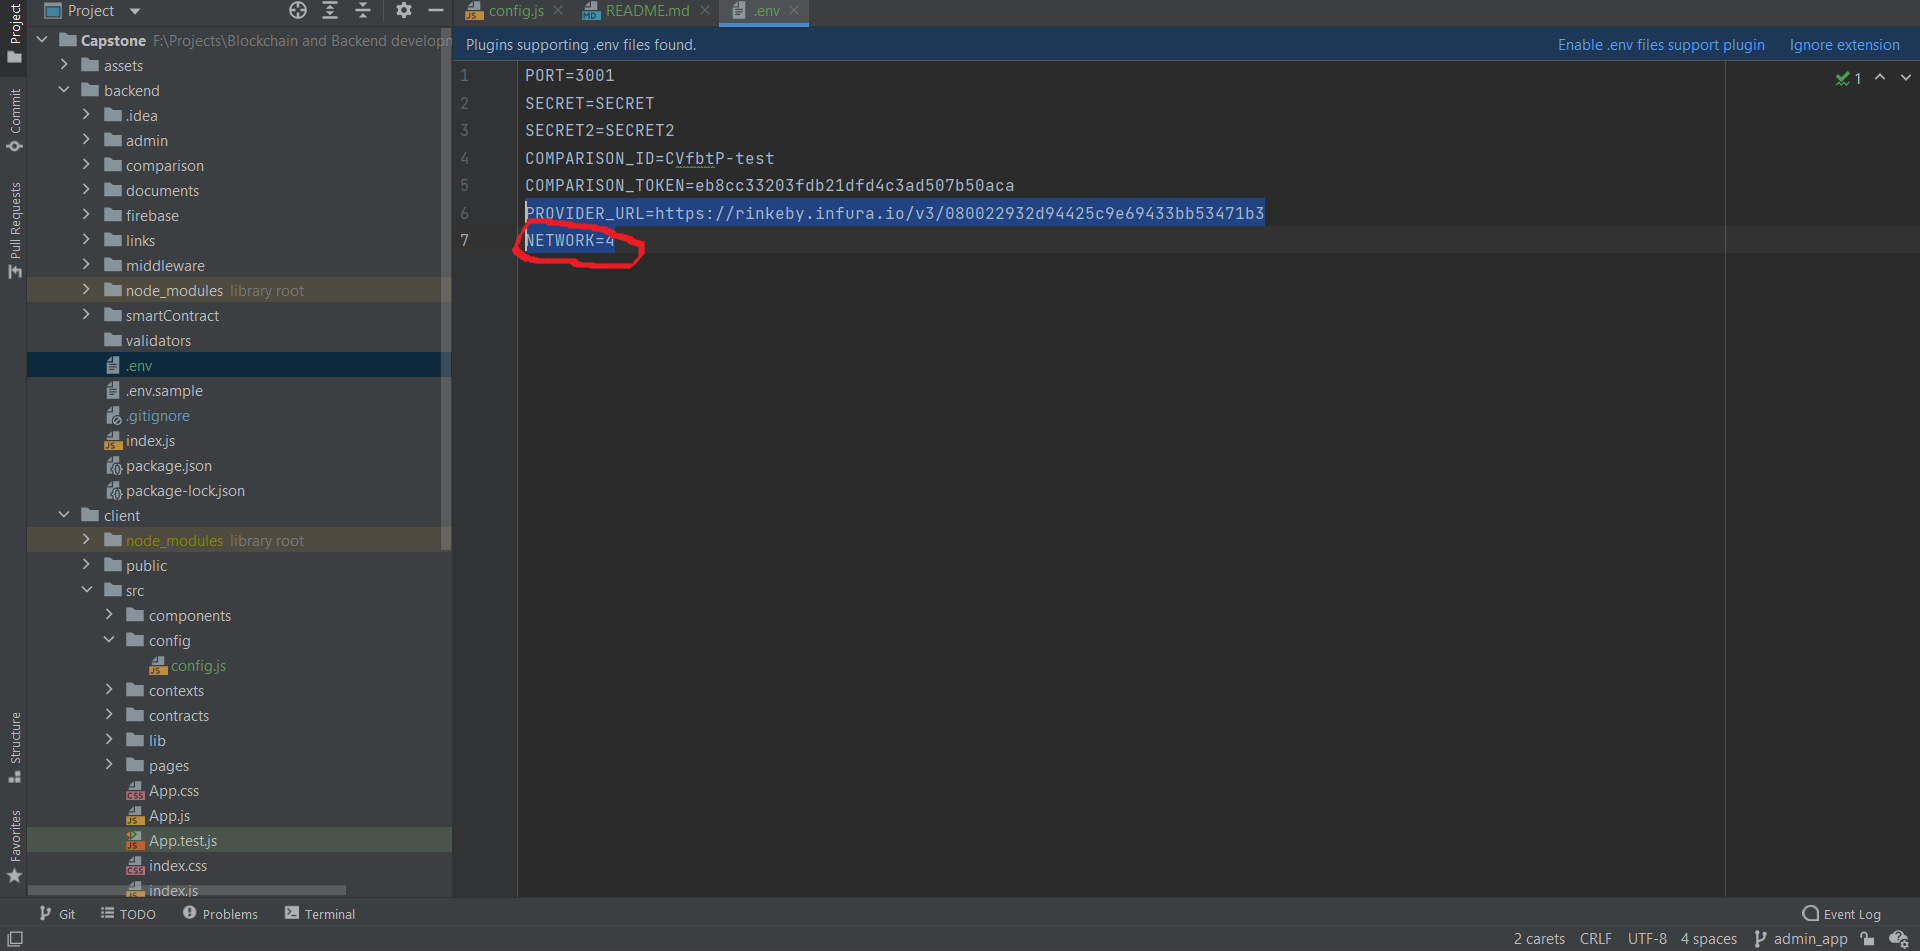 Project
config.js
README.md
.env
Capstone F:\Projects\Blockchain and Backend developn
Plugins supporting .env files found.
Enable .env files support plugin
Ignore extension
assets
backend
.idea
admin
comparison
documents
firebase
links
middleware
node_modules library root
smartContract
validators
.env
.env.sample
.gitignore
index.js
package.json
package-lock.json
client
node_modules library root
public
src
components
config
config.js
contexts
contracts
lib
pages
App.css
App.js
App.test.js
index.css
index.js
1 PORT=3001
2 SECRET=SECRET
3 SECRET2=SECRET2
4 COMPARISON_ID=CVfbtP-test
5 COMPARISON_TOKEN=eb8cc33203fdb21dfd4c3ad507b50aca
6 PROVIDER_URL=https://rinkeby.infura.io/v3/080022932d94425c9e69433bb53471b3
7 NETWORK=4
1
Project
Commit
Pull Requests
Structure
Favorites
Git
TODO
Problems
Terminal
Event Log
2 carets
CRLF
UTF-8
4 spaces
admin_app